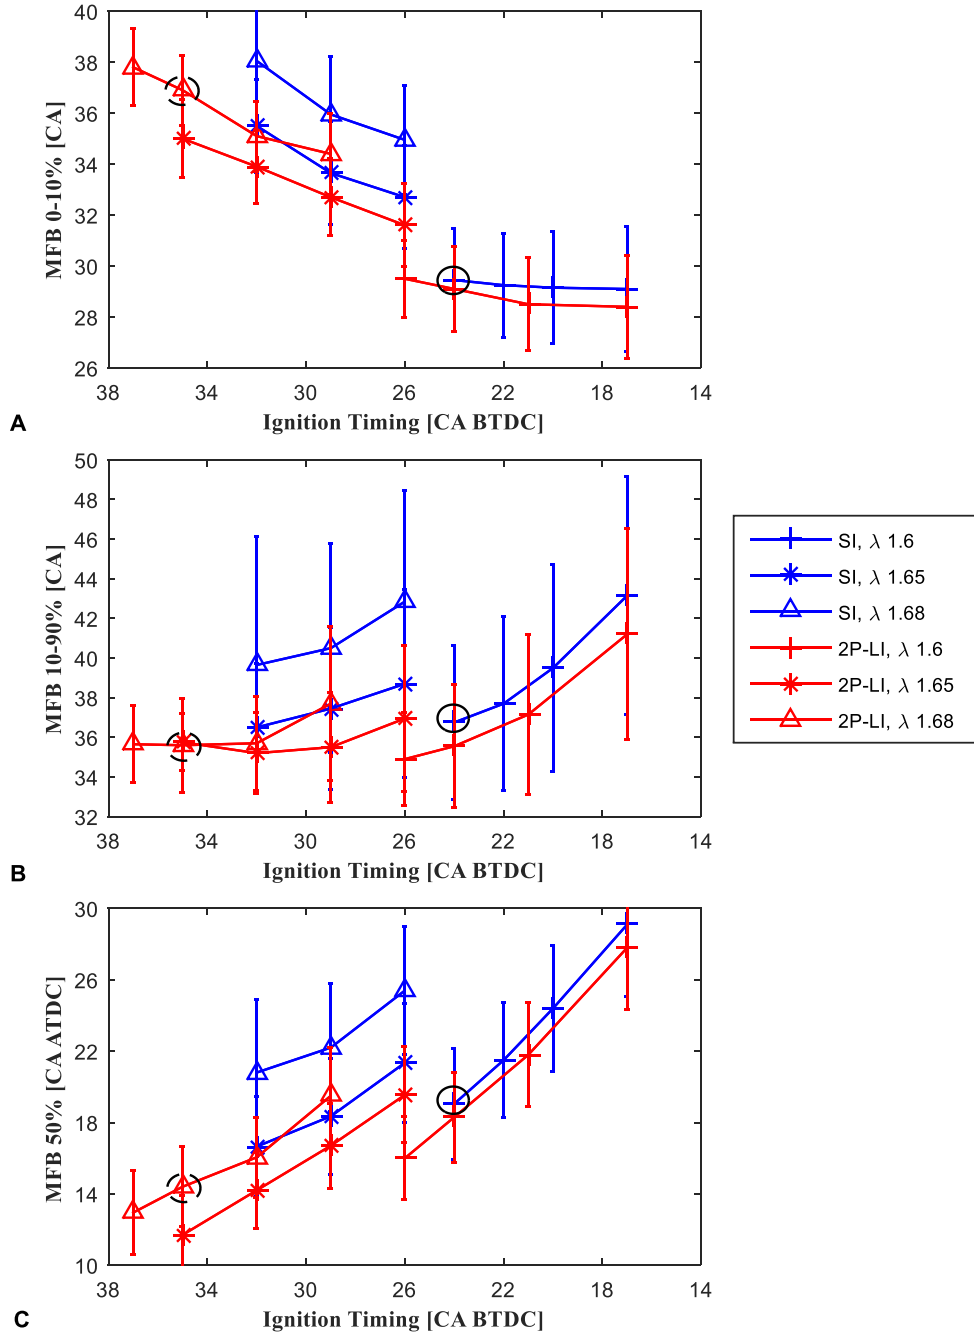 40
38
36
34
32
30
28
26
MFB 0-10% [CA]
38 34 30 26 22 18 14
Ignition Timing [CA BTDC]
A
50
48
46
44
42
40
38
36
34
32
MFB 10-90% [CA]
38 34 30 26 22 18 14
Ignition Timing [CA BTDC]
B
SI, λ 1.6
SI, λ 1.65
SI, λ 1.68
2P-LI, λ 1.6
2P-LI, λ 1.65
2P-LI, λ 1.68
30
26
22
18
14
10
MFB 50% [CA ATDC]
38 34 30 26 22 18 14
Ignition Timing [CA BTDC]
C